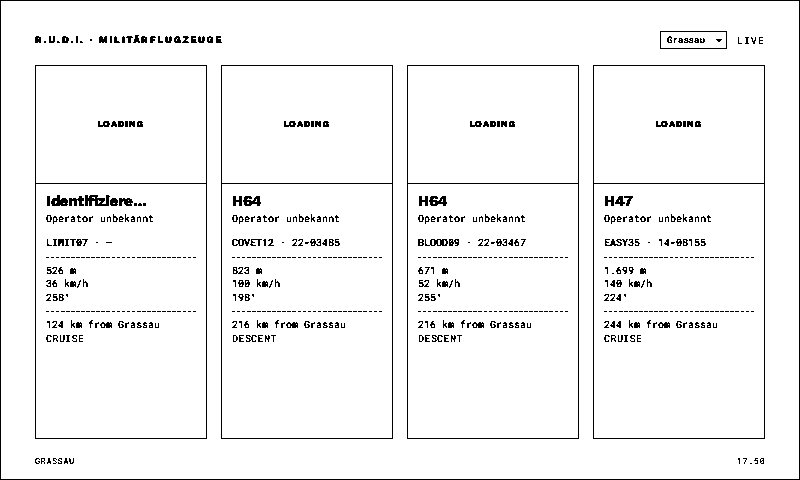 R.U.D.I. · MILITÄRFLUGZEUGE
Grassau
LIVE
LOADING
Identifiziere...
Operator unbekannt
LIMIT07 · —
526 m
36 km/h
258°
124 km from Grassau
CRUISE
LOADING
H64
Operator unbekannt
COVET12 · 22-03485
823 m
100 km/h
198°
216 km from Grassau
DESCENT
LOADING
H64
Operator unbekannt
BLOOD09 · 22-03467
671 m
52 km/h
255°
216 km from Grassau
DESCENT
LOADING
H47
Operator unbekannt
EASY35 · 14-08155
1.699 m
140 km/h
224°
244 km from Grassau
CRUISE
GRASSAU
17.50